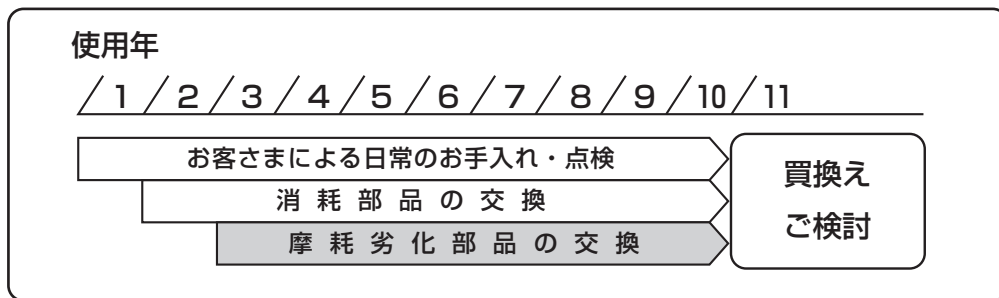 使用年
/1/2/3/4/5/6/7/8/9/10/11
お客さまによる日常のお手入れ・点検
消耗部品の交換
摩耗劣化部品の交換
買換え
ご検討